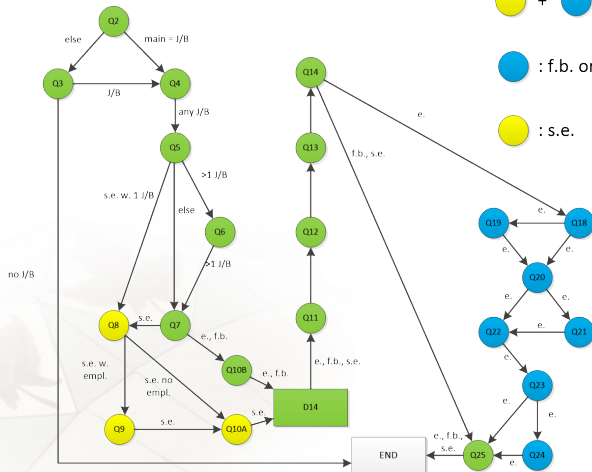 +
: f.b. or
: s.e.
Q2
else
main = J/B
Q3
J/B
Q4
any J/B
Q5
>1 J/B
s.e. w. 1 J/B
else
Q6
>1 J/B
no J/B
Q8
s.e.
Q7
e., f.b.
s.e. w.
empl.
s.e. no
empl.
Q10B
e., f.b.
Q9
s.e.
Q10A
s.e.
D14
e., f.b., s.e.
Q11
Q12
Q13
Q14
e.
f.b., s.e.
Q19
e.
Q18
e.
e.
Q20
e.
e.
Q22
e.
Q21
e.
Q23
e.
e.
Q25
e.
Q24
e., f.b.,
s.e.
END